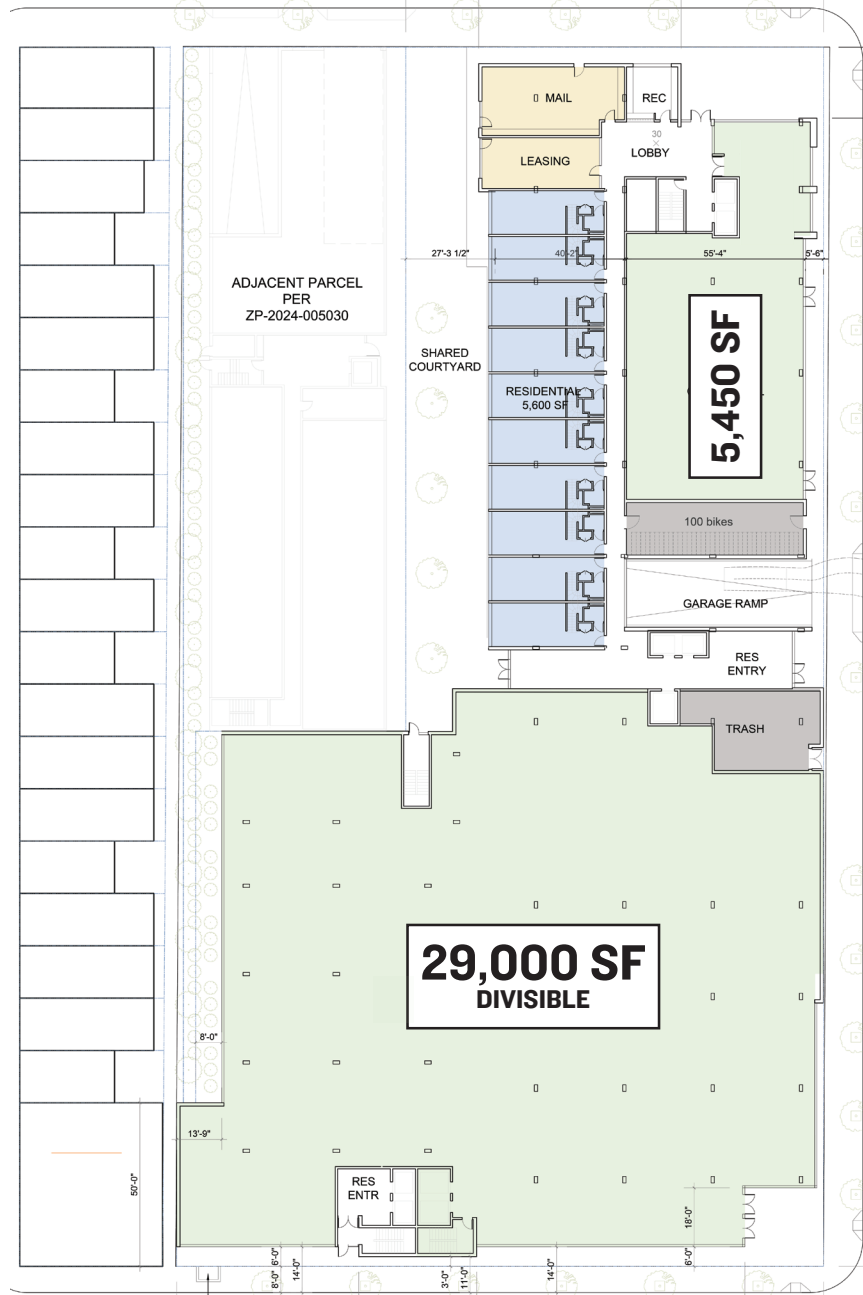 MAIL
REC
30
LOBBY
LEASING
27'-3 1/2"
40'-2"
55'-4"
5'-6"
ADJACENT PARCEL
PER
ZP-2024-005030
SHARED
COURTYARD
RESIDENTIAL
5,600 SF
5,450 SF
100 bikes
GARAGE RAMP
RES
ENTRY
TRASH
29,000 SF
DIVISIBLE
8'-0"
13'-9"
50'-0"
RES
ENTR
18'-0"
6'-0"
8'-0"
6'-0"
14'-0"
3'-0"
11'-0"
14'-0"